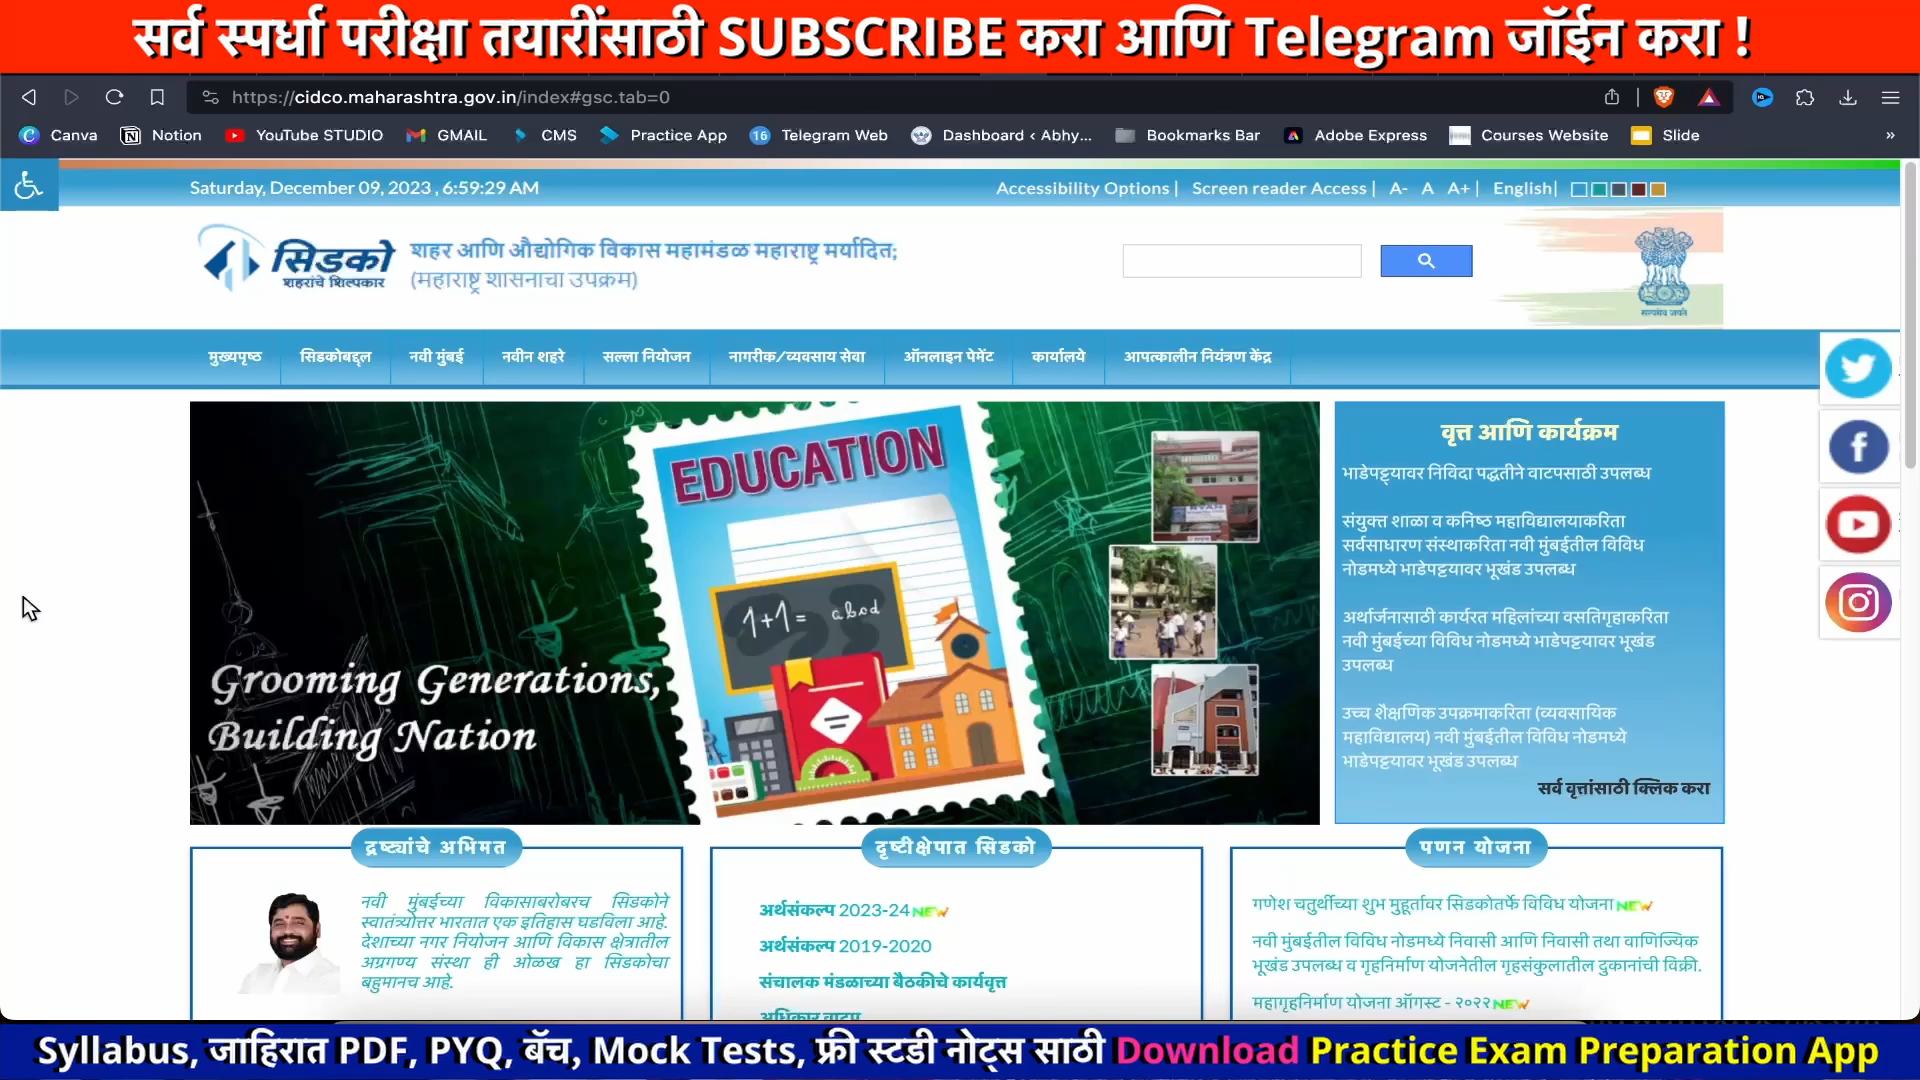 सर्व स्पर्धा परीक्षा तयारींसाठी SUBSCRIBE करा आणि Telegram जॉईन करा !
https://cidco.maharashtra.gov.in/index#gsc.tab=0
Canva Notion YouTube STUDIO GMAIL CMS Practice App Telegram Web Dashboard < Abhy... Bookmarks Bar Adobe Express Courses Website Slide »
Saturday, December 09, 2023 , 6:59:29 AM
Accessibility Options | Screen reader Access | A- A A+ | English|
सिडको
शहरांचे शिल्पकार
शहर आणि औद्योगिक विकास महामंडळ महाराष्ट्र मर्यादित;
(महाराष्ट्र शासनाचा उपक्रम)
सत्यमेव जयते
मुख्यपृष्ठ सिडकोबद्दल नवी मुंबई नवीन शहरे सल्ला नियोजन नागरीक/व्यवसाय सेवा ऑनलाइन पेमेंट कार्यालये आपत्कालीन नियंत्रण केंद्र
EDUCATION
1+1= abcd
Grooming Generations,
Building Nation
वृत्त आणि कार्यक्रम
भाडेपट्ट्यावर निविदा पद्धतीने वाटपसाठी उपलब्ध
संयुक्त शाळा व कनिष्ठ महाविद्यालयाकरिता
सर्वसाधारण संस्थाकरिता नवी मुंबईतील विविध
नोडमध्ये भाडेपट्टयावर भूखंड उपलब्ध
अर्थार्जनासाठी कार्यरत महिलांच्या वसतिगृहाकरिता
नवी मुंबईच्या विविध नोडमध्ये भाडेपट्टयावर भूखंड
उपलब्ध
उच्च शैक्षणिक उपक्रमाकरिता (व्यवसायिक
महाविद्यालय) नवी मुंबईतील विविध नोडमध्ये
भाडेपट्टयावर भूखंड उपलब्ध
सर्व वृत्तांसाठी क्लिक करा
द्रष्ट्यांचे अभिमत
नवी मुंबईच्या विकासाबरोबरच सिडकोने
स्वातंत्र्योत्तर भारतात एक इतिहास घडविला आहे.
देशाच्या नगर नियोजन आणि विकास क्षेत्रातील
अग्रगण्य संस्था ही ओळख हा सिडकोचा
बहुमानच आहे.
दृष्टीक्षेपात सिडको
अर्थसंकल्प 2023-24 NEW
अर्थसंकल्प 2019-2020
संचालक मंडळाच्या बैठकीचे कार्यवृत्त
अधिकार वाटप
पणन योजना
गणेश चतुर्थीच्या शुभ मुहूर्तावर सिडकोतर्फे विविध योजना NEW
नवी मुंबईतील विविध नोडमध्ये निवासी आणि निवासी तथा वाणिज्यिक
भूखंड उपलब्ध व गृहनिर्माण योजनेतील गृहसंकुलातील दुकानांची विक्री.
महागृहनिर्माण योजना ऑगस्ट - २०२२ NEW
Syllabus, जाहिरात PDF, PYQ, बॅच, Mock Tests, फ्री स्टडी नोट्स साठी Download Practice Exam Preparation App